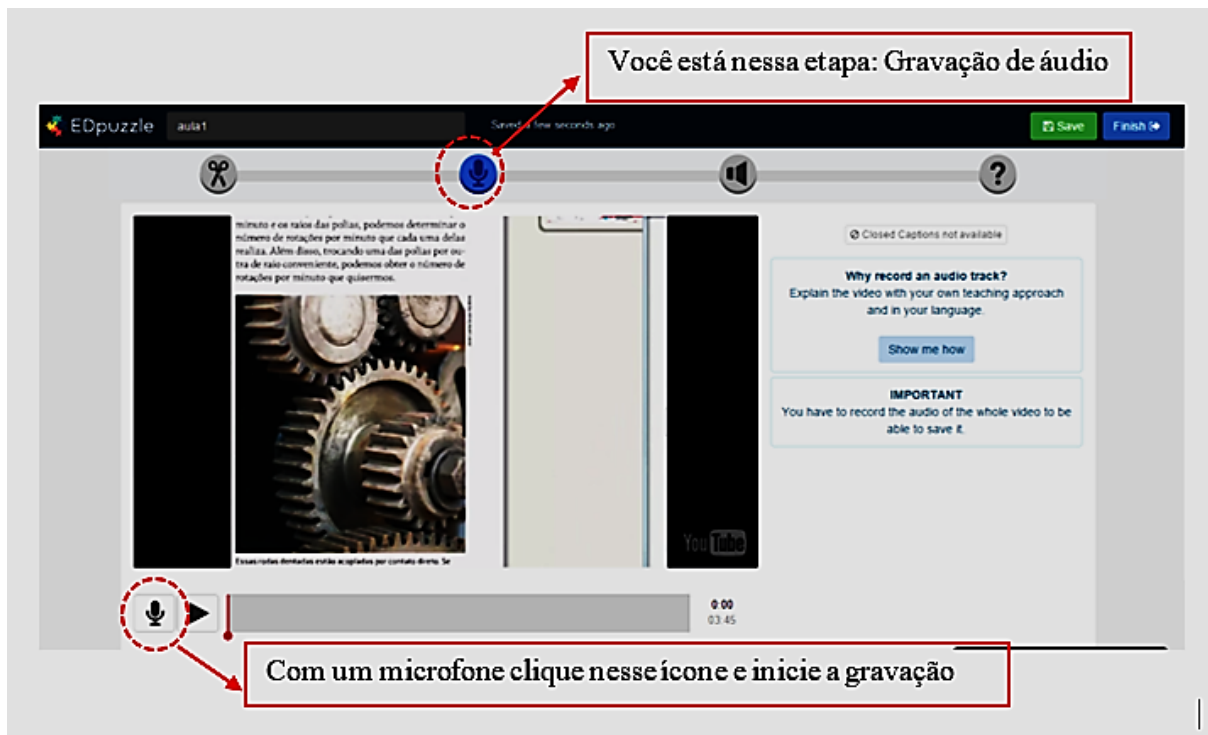 Você está nessa etapa: Gravação de áudio
EDpuzzle aula1 Saved a few seconds ago Save Finish
?
minuto e os raios das polias, podemos determinar o
número de rotações por minuto que cada uma delas
realiza. Além disso, trocando uma das polias por ou-
tra de raio conveniente, podemos obter o número de
rotações por minuto que quisermos.
Essas rodas dentadas estão acopladas por contato direto. Se
YouTube
Closed Captions not available
Why record an audio track?
Explain the video with your own teaching approach
and in your language.
Show me how
IMPORTANT
You have to record the audio of the whole video to be
able to save it.
0:00
03:45
Com um microfone clique nesse ícone e inicie a gravação